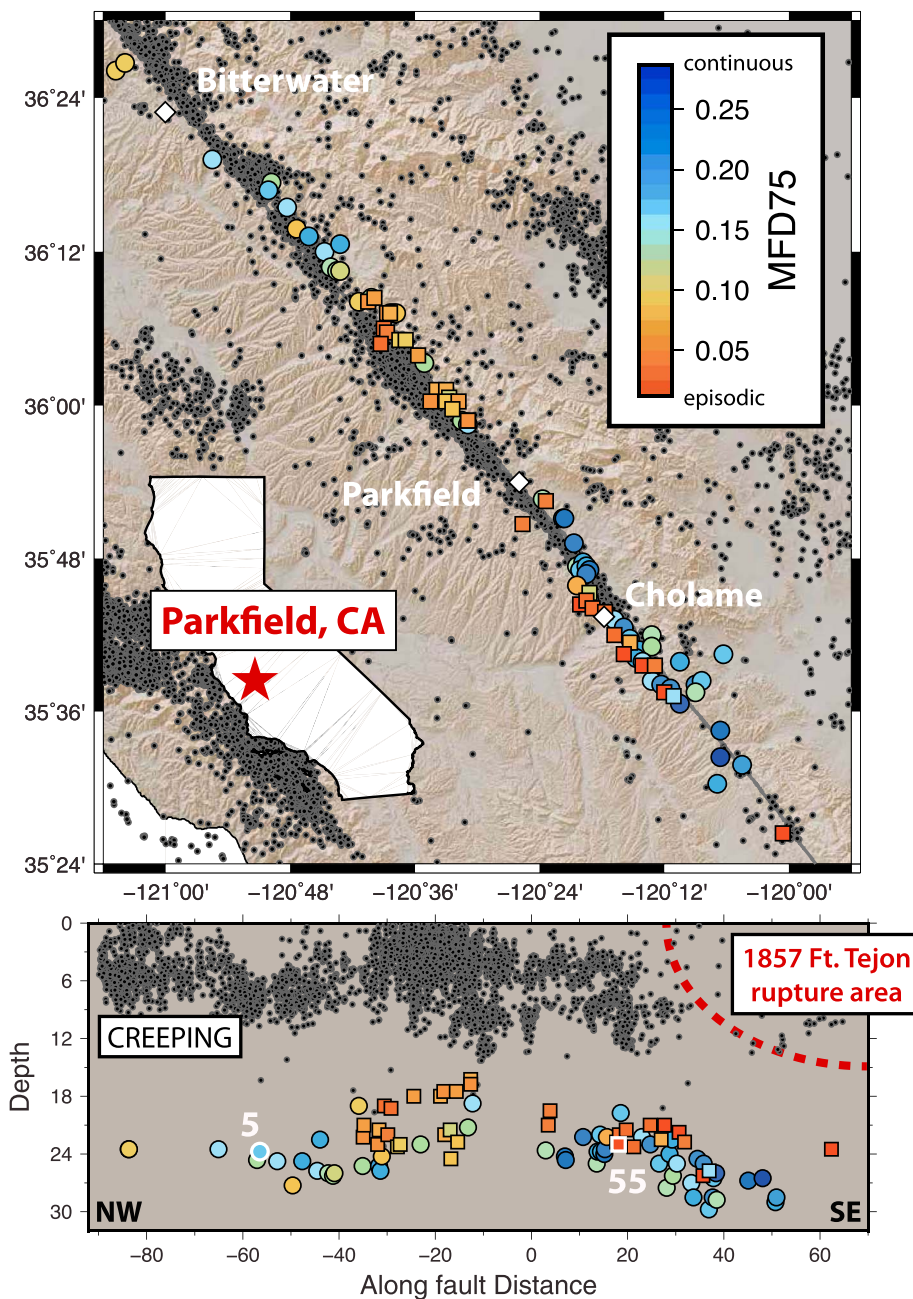 Bitterwater
Parkfield
Cholame
Parkfield, CA
continuous
0.25
0.20
0.15
0.10
0.05
episodic
MFD75
36°24'
36°12'
36°00'
35°48'
35°36'
35°24'
−121°00' −120°48' −120°36' −120°24' −120°12' −120°00'
1857 Ft. Tejon
rupture area
CREEPING
5
55
NW
SE
Depth
0
6
12
18
24
30
−80 −60 −40 −20 0 20 40 60
Along fault Distance